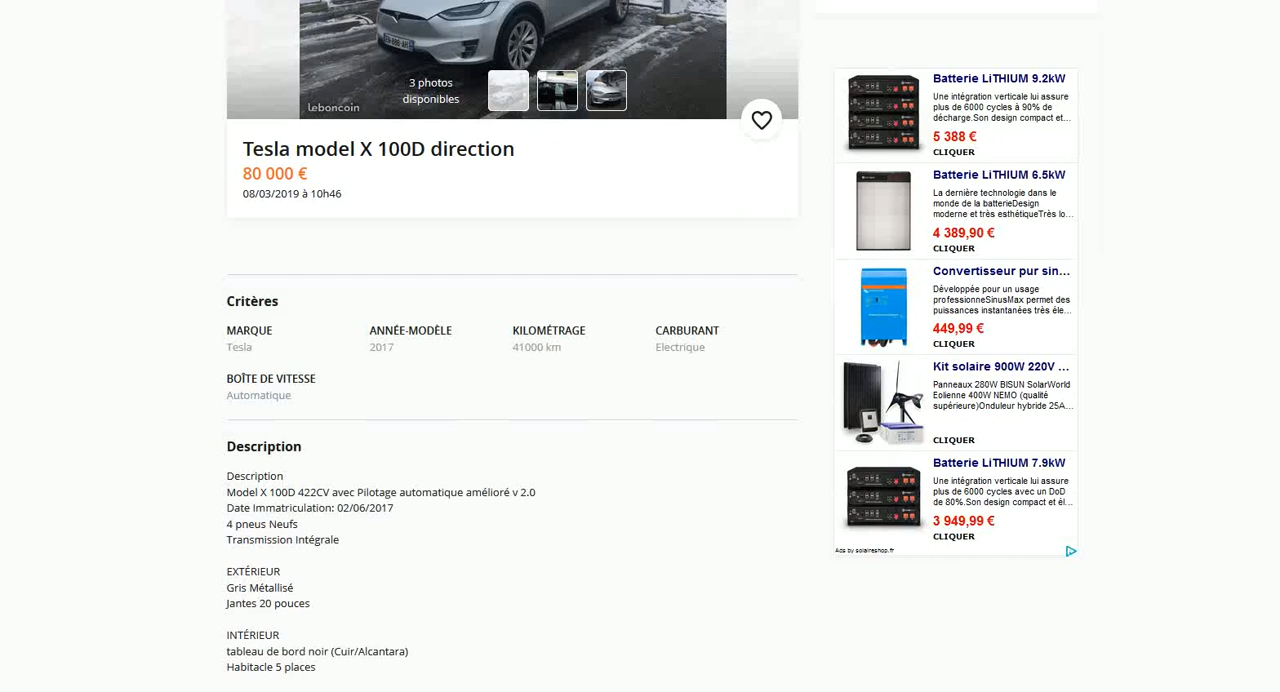 leboncoin
3 photos
disponibles
Tesla model X 100D direction
80 000 €
08/03/2019 à 10h46
Critères
MARQUE
Tesla
ANNÉE-MODÈLE
2017
KILOMÉTRAGE
41000 km
CARBURANT
Electrique
BOÎTE DE VITESSE
Automatique
Description
Description
Model X 100D 422CV avec Pilotage automatique amélioré v 2.0
Date Immatriculation: 02/06/2017
4 pneus Neufs
Transmission Intégrale
EXTÉRIEUR
Gris Métallisé
Jantes 20 pouces
INTÉRIEUR
tableau de bord noir (Cuir/Alcantara)
Habitacle 5 places
Batterie LiTHIUM 9.2kW
Une intégration verticale lui assure
plus de 6000 cycles à 90% de
décharge.Son design compact et...
5 388 €
CLIQUER
Batterie LiTHIUM 6.5kW
La dernière technologie dans le
monde de la batterieDesign
moderne et très esthétiqueTrès lo...
4 389,90 €
CLIQUER
Convertisseur pur sin...
Développée pour un usage
professionneSinusMax permet des
puissances instantanées très éle...
449,99 €
CLIQUER
Kit solaire 900W 220V ...
Panneaux 280W BISUN SolarWorld
Eolienne 400W NEMO (qualité
supérieure)Onduleur hybride 25A...
CLIQUER
Batterie LiTHIUM 7.9kW
Une intégration verticale lui assure
plus de 6000 cycles avec un DoD
de 80%.Son design compact et él...
3 949,99 €
CLIQUER
Ads by solaireshop.fr